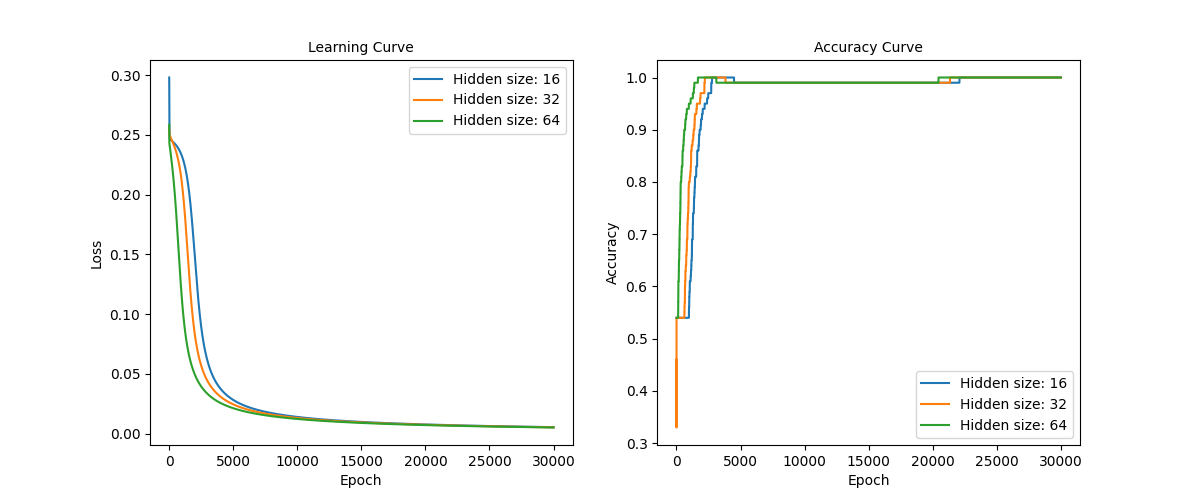 Learning Curve
0.30
0.25
0.20
0.15
0.10
0.05
0.00
Loss
Hidden size: 16
Hidden size: 32
Hidden size: 64
0 5000 10000 15000 20000 25000 30000
Epoch
Accuracy Curve
1.0
0.9
0.8
0.7
0.6
0.5
0.4
0.3
Accuracy
Hidden size: 16
Hidden size: 32
Hidden size: 64
0 5000 10000 15000 20000 25000 30000
Epoch